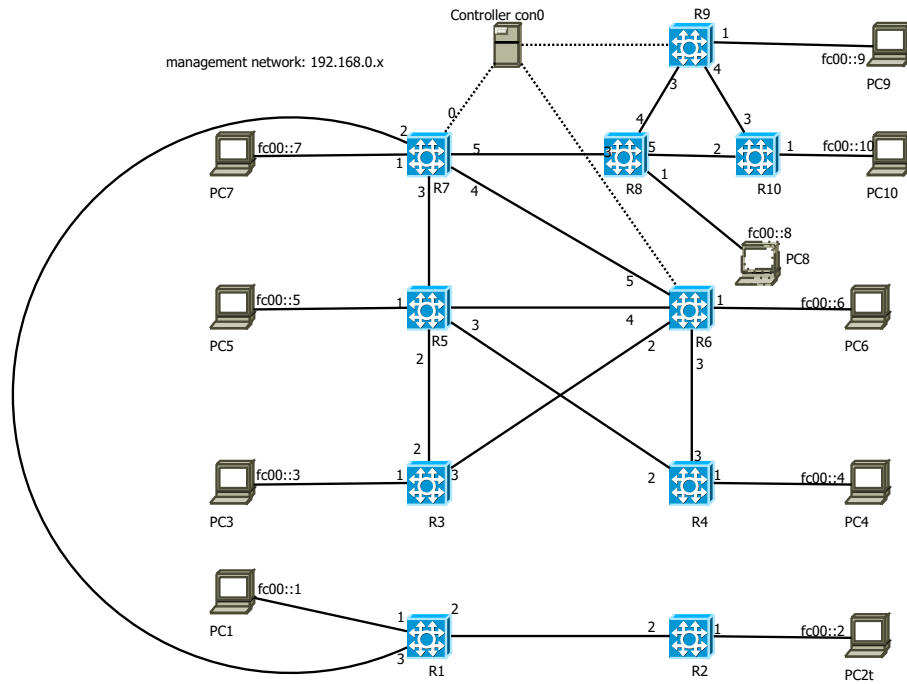 Controller con0
R9
1
fc00::9
PC9
management network: 192.168.0.x
3
4
0
2
fc00::7
1
PC7
R7
5
3
4
3
4
5
R8
1
3
2
R10
1
fc00::10
PC10
fc00::8
PC8
5
fc00::5
1
PC5
R5
3
2
4
2
3
R6
1
fc00::6
PC6
2
fc00::3
1
PC3
R3
3
3
2
R4
1
fc00::4
PC4
fc00::1
PC1
1
2
3
R1
2
R2
1
fc00::2
PC2t